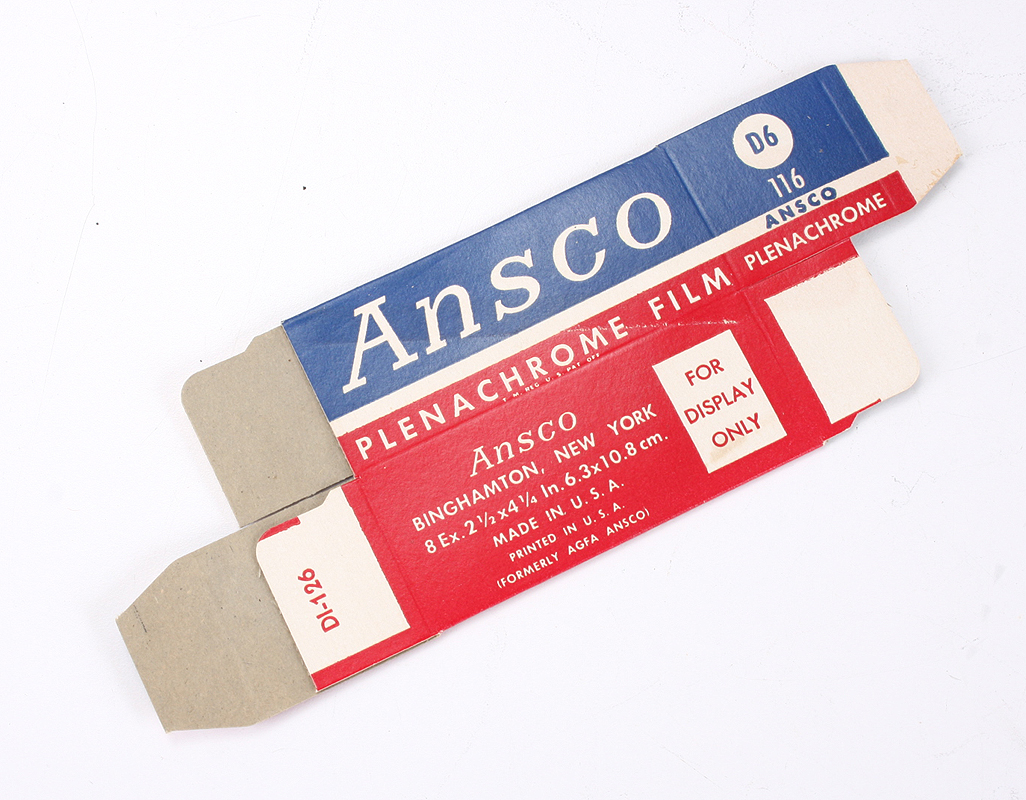 D6
116
ANSCO
PLENACHROME
Ansco
PLENACHROME FILM
T. M. REG. U. S. PAT. OFF.
FOR
DISPLAY
ONLY
Ansco
BINGHAMTON, NEW YORK
8 Ex. 2 1/2 x 4 1/4 In. 6.3x10.8 cm.
MADE IN U. S. A.
PRINTED IN U. S. A.
(FORMERLY AGFA ANSCO)
DI-126